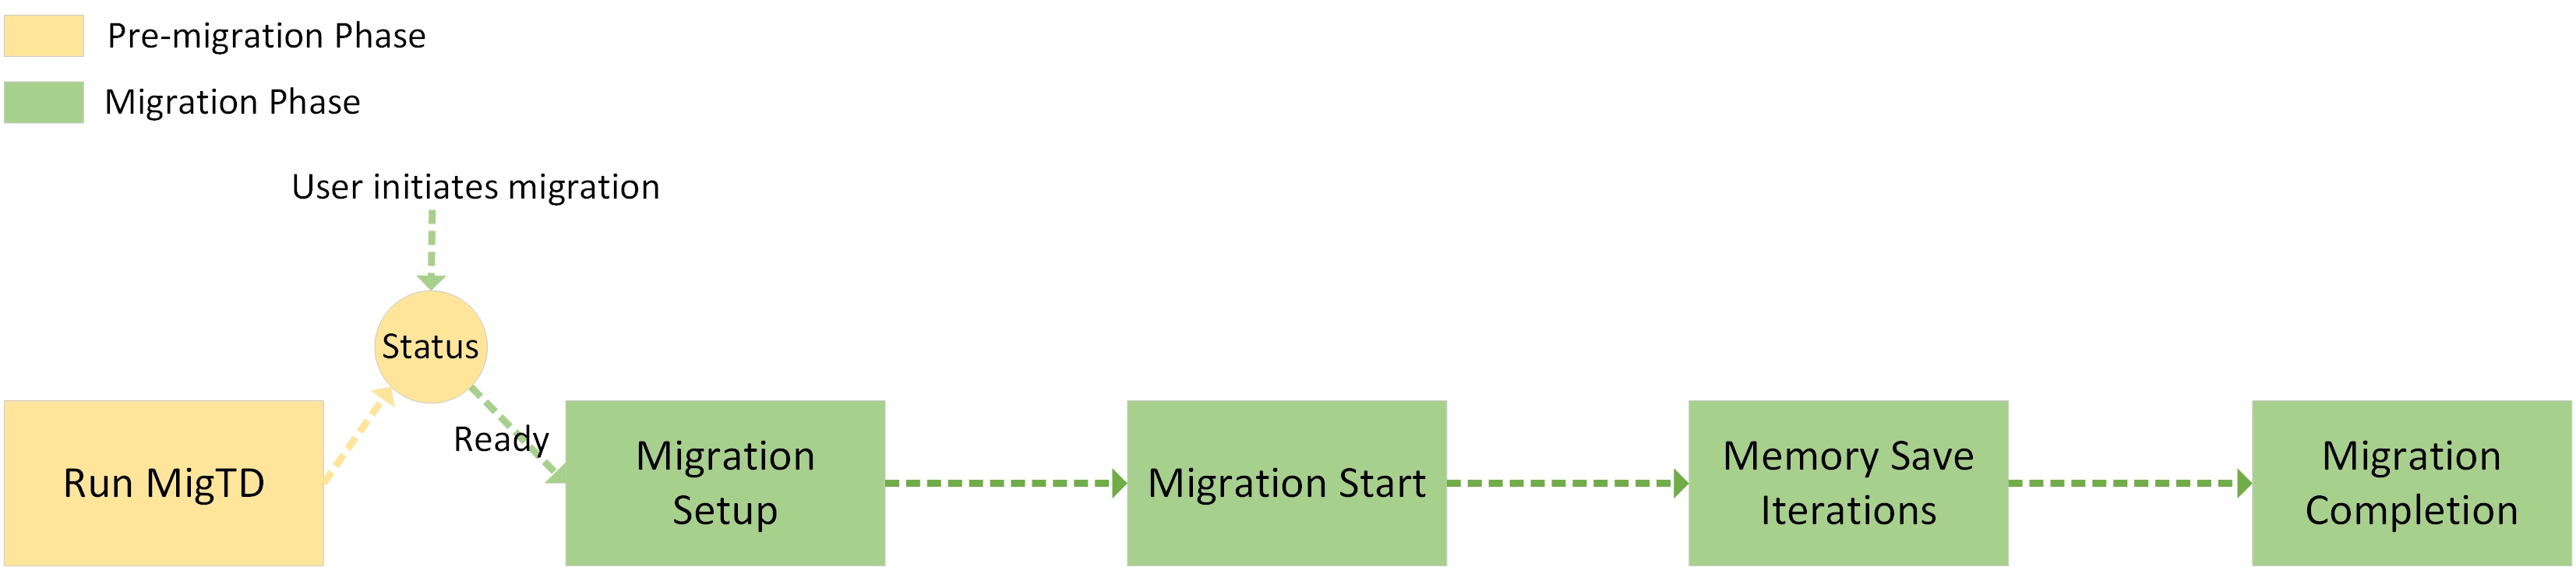 Pre-migration Phase
Migration Phase
User initiates migration
Status
Ready
Run MigTD
Migration
Setup
Migration Start
Memory Save
Iterations
Migration
Completion